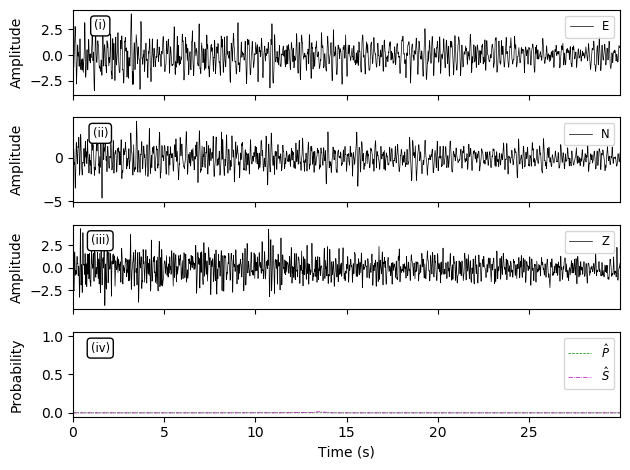 Amplitude
2.5
0.0
−2.5
(i)
E
Amplitude
0
−5
(ii)
N
Amplitude
2.5
0.0
−2.5
(iii)
Z
Probability
1.0
0.5
0.0
(iv)
P̂
Ŝ
0 5 10 15 20 25
Time (s)